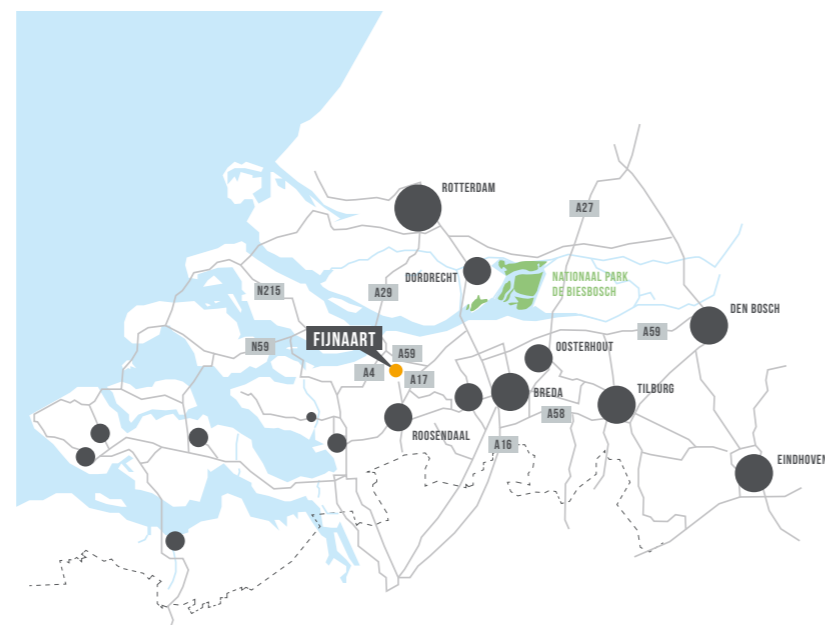 ROTTERDAM
A27
DORDRECHT
NATIONAAL PARK
DE BIESBOSCH
N215
A29
DEN BOSCH
A59
FIJNAART
N59
A59
OOSTERHOUT
A4
A17
BREDA
TILBURG
A58
ROOSENDAAL
A16
EINDHOVEN